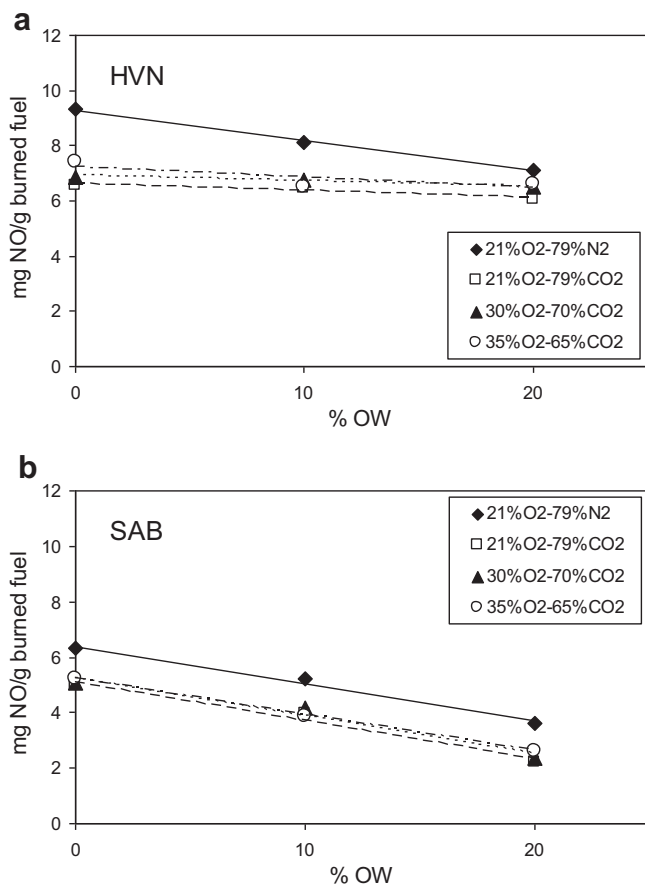 a
12
HVN
10
8
6
4
2
0
mg NO/g burned fuel
21%O2-79%N2
21%O2-79%CO2
30%O2-70%CO2
35%O2-65%CO2
0 10 20
% OW
b
12
SAB
10
8
6
4
2
0
mg NO/g burned fuel
21%O2-79%N2
21%O2-79%CO2
30%O2-70%CO2
35%O2-65%CO2
0 10 20
% OW